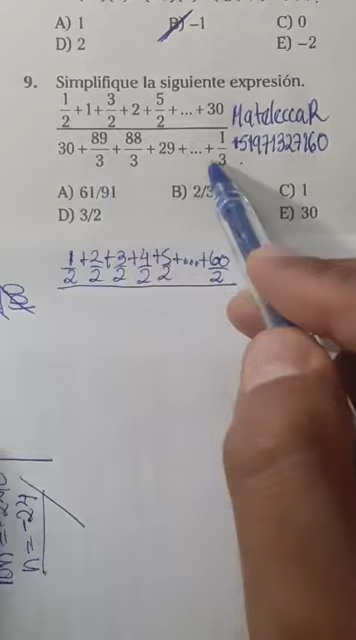 A) 1 B) −1 C) 0
D) 2 E) −2
9. Simplifique la siguiente expresión.
1/2 + 1 + 3/2 + 2 + 5/2 + ... + 30
30 + 89/3 + 88/3 + 29 + ... + 1/3
MateleccaR
+51971327160
A) 61/91 B) 2/3 C) 1
D) 3/2 E) 30
1/2 + 2/2 + 3/2 + 4/2 + 5/2 + ... + 60/2
n = −24